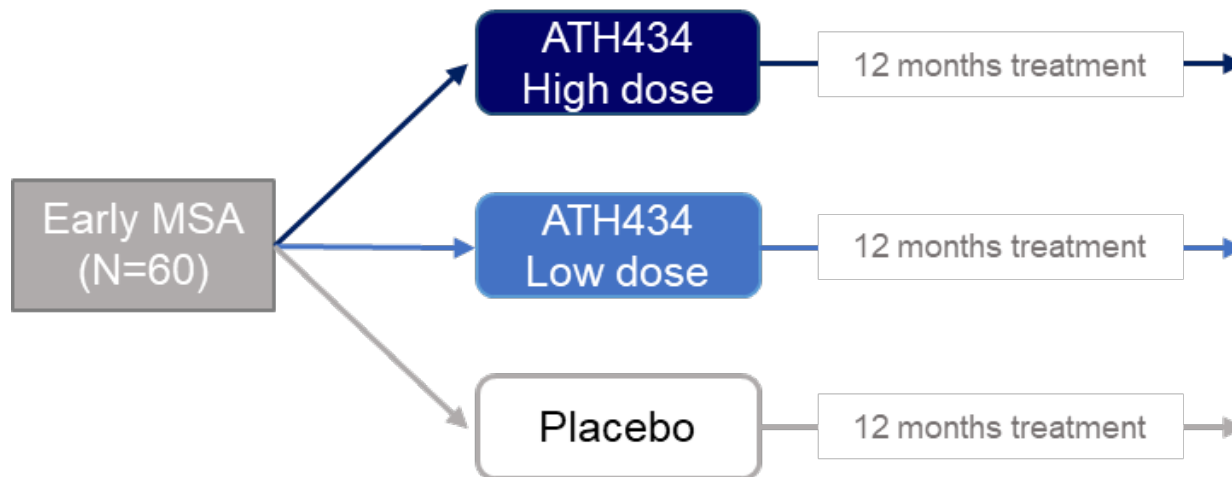 Early MSA
(N=60)
ATH434
High dose
12 months treatment
ATH434
Low dose
12 months treatment
Placebo
12 months treatment